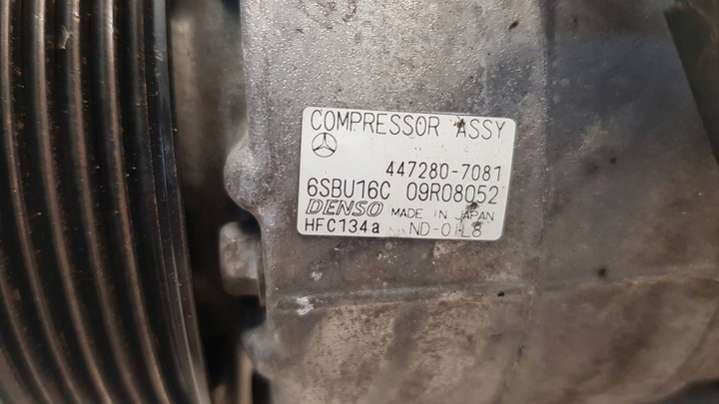 COMPRESSOR ASSY
447280-7081
6SBU16C 09R08052
DENSO MADE IN JAPAN
HFC134a ND-OIL8